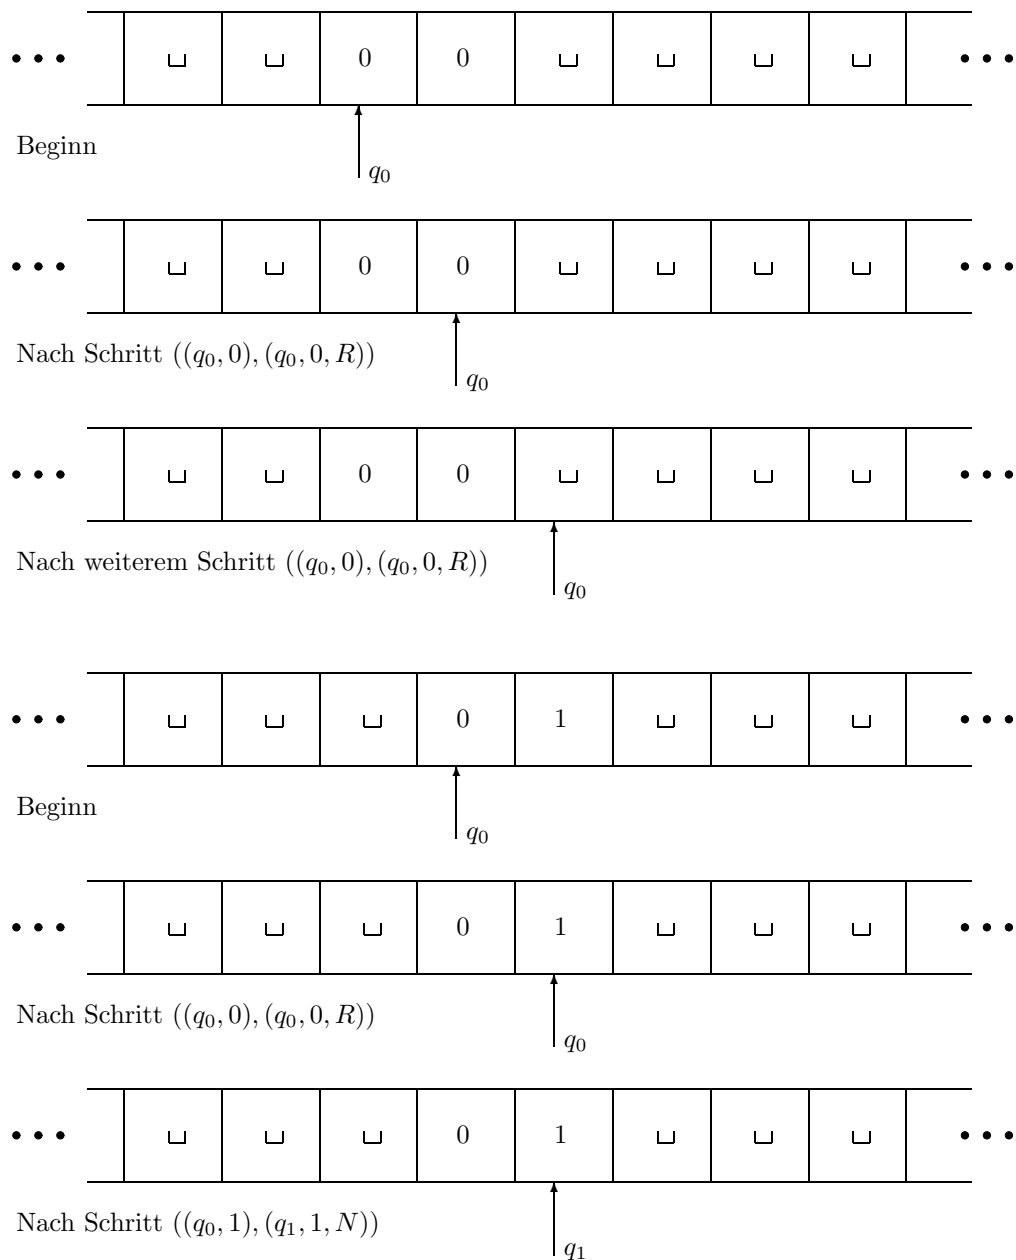 ••• ⊔ ⊔ 0 0 ⊔ ⊔ ⊔ ⊔ •••
Beginn
q₀
••• ⊔ ⊔ 0 0 ⊔ ⊔ ⊔ ⊔ •••
Nach Schritt ((q₀, 0), (q₀, 0, R))
q₀
••• ⊔ ⊔ 0 0 ⊔ ⊔ ⊔ ⊔ •••
Nach weiterem Schritt ((q₀, 0), (q₀, 0, R))
q₀
••• ⊔ ⊔ ⊔ 0 1 ⊔ ⊔ ⊔ •••
Beginn
q₀
••• ⊔ ⊔ ⊔ 0 1 ⊔ ⊔ ⊔ •••
Nach Schritt ((q₀, 0), (q₀, 0, R))
q₀
••• ⊔ ⊔ ⊔ 0 1 ⊔ ⊔ ⊔ •••
Nach Schritt ((q₀, 1), (q₁, 1, N))
q₁